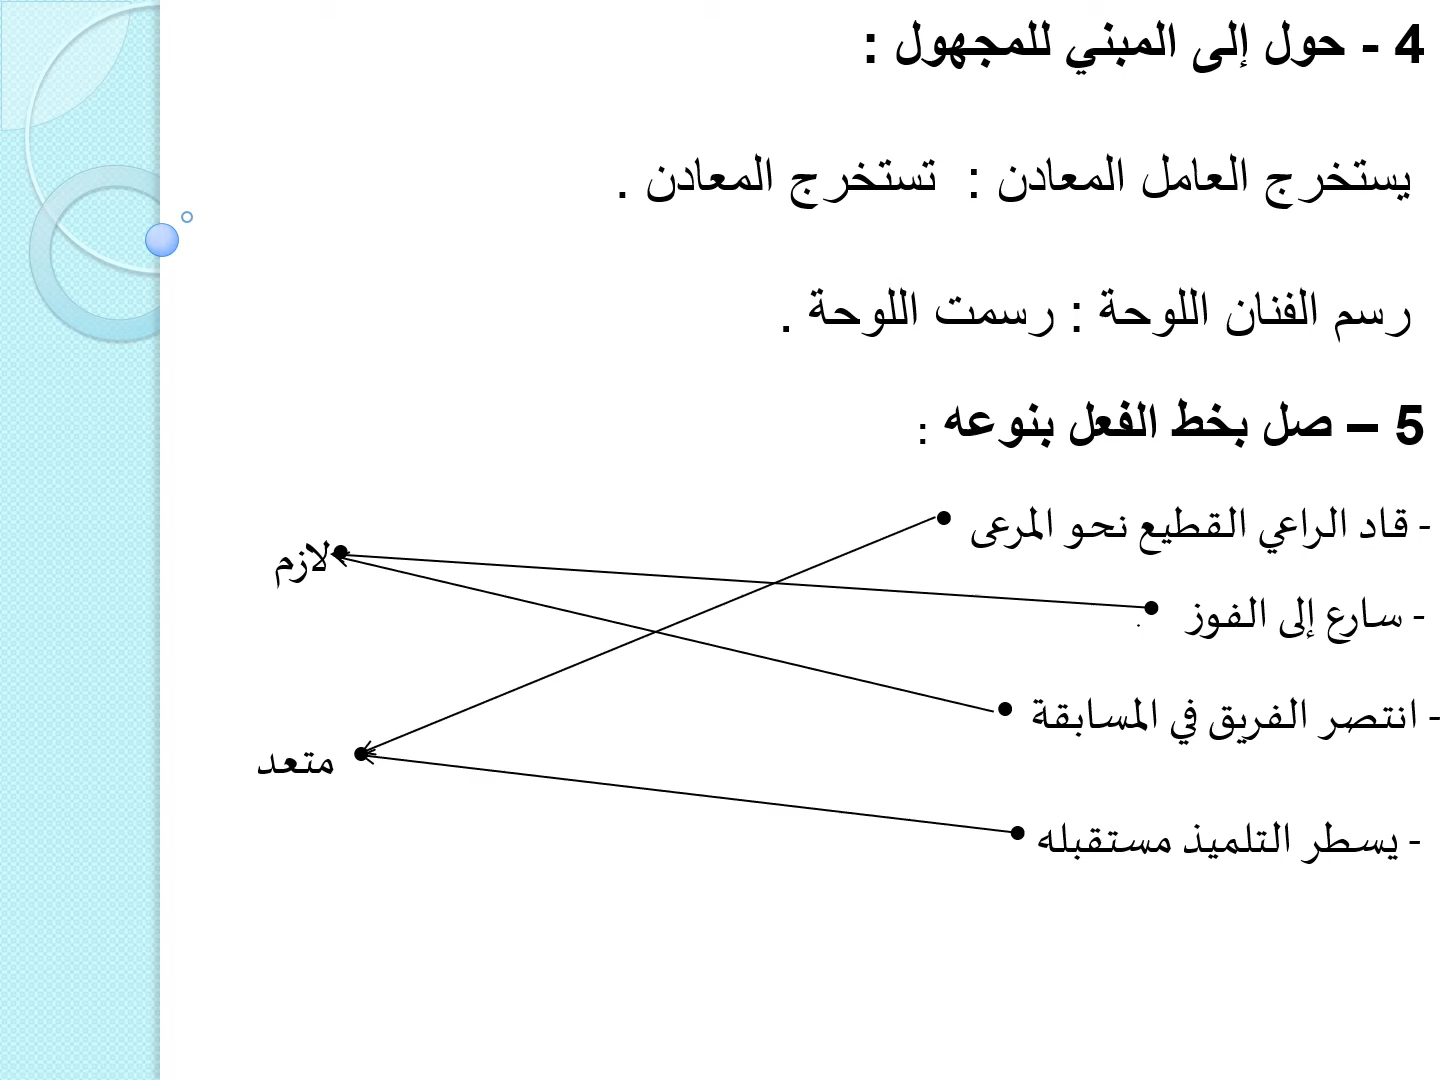 4 - حول إلى المبني للمجهول :
يستخرج العامل المعادن : تستخرج المعادن .
رسم الفنان اللوحة : رسمت اللوحة .
5 – صل بخط الفعل بنوعه :
- قاد الراعي القطيع نحو المرعى
لازم
- سارع إلى الفوز .
- انتصر الفريق في المسابقة
متعد
- يسطر التلميذ مستقبله